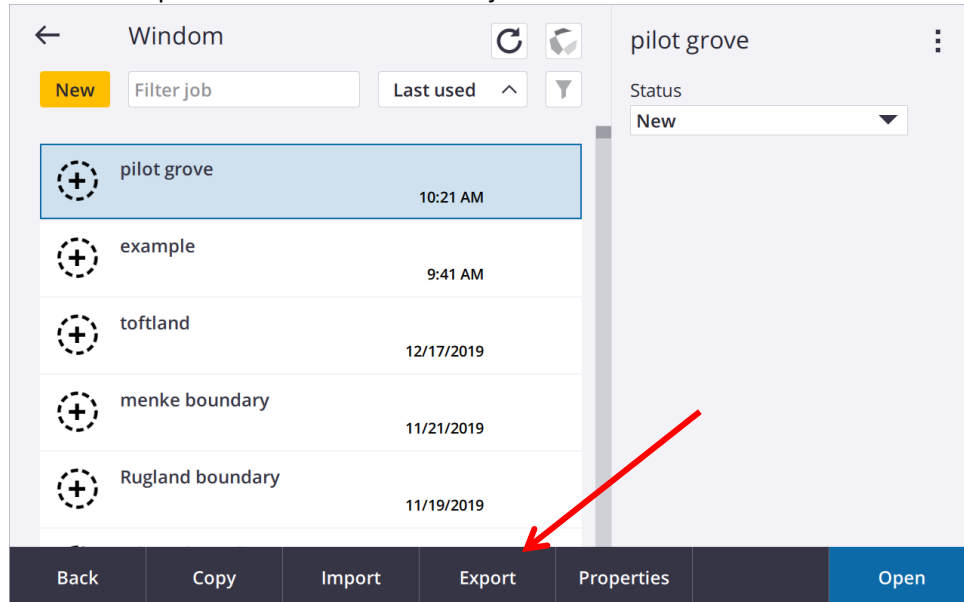 Windom
New
Filter job
Last used
pilot grove
10:21 AM
example
9:41 AM
toftland
12/17/2019
menke boundary
11/21/2019
Rugland boundary
11/19/2019
pilot grove
Status
New
Back
Copy
Import
Export
Properties
Open